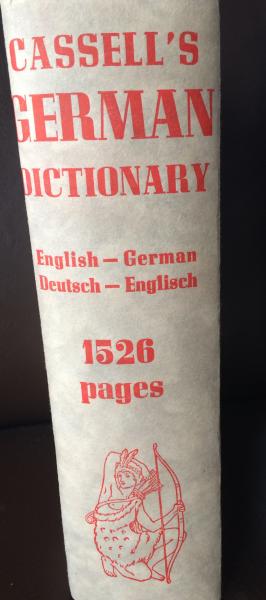 CASSELL'S
GERMAN
DICTIONARY
English – German
Deutsch – Englisch
1526
pages